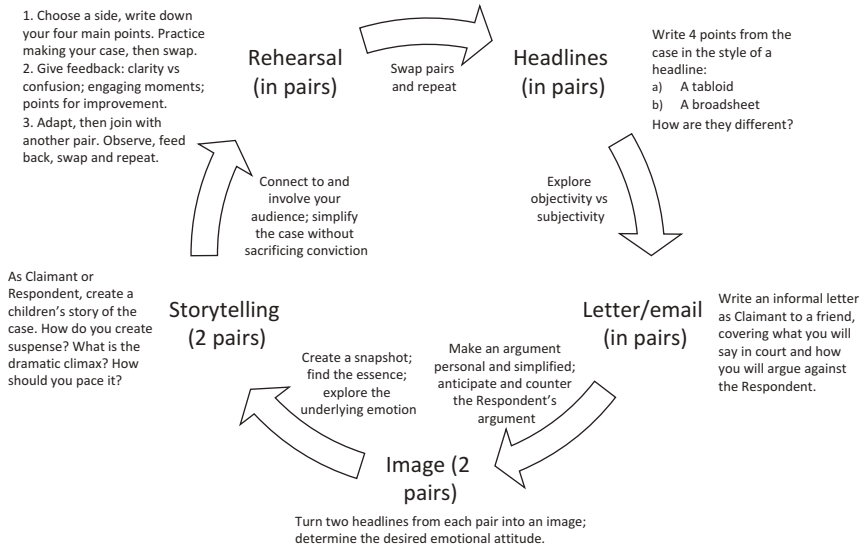 1. Choose a side, write down
your four main points. Practice
making your case, then swap.
2. Give feedback: clarity vs
confusion; engaging moments;
points for improvement.
3. Adapt, then join with
another pair. Observe, feed
back, swap and repeat.
Rehearsal
(in pairs)
Swap pairs
and repeat
Headlines
(in pairs)
Write 4 points from the
case in the style of a
headline:
a) A tabloid
b) A broadsheet
How are they different?
Explore
objectivity vs
subjectivity
Letter/email
(in pairs)
Write an informal letter
as Claimant to a friend,
covering what you will
say in court and how
you will argue against
the Respondent.
Make an argument
personal and simplified;
anticipate and counter
the Respondent's
argument
Image (2
pairs)
Turn two headlines from each pair into an image;
determine the desired emotional attitude.
Create a snapshot;
find the essence;
explore the
underlying emotion
Storytelling
(2 pairs)
As Claimant or
Respondent, create a
children's story of the
case. How do you create
suspense? What is the
dramatic climax? How
should you pace it?
Connect to and
involve your
audience; simplify
the case without
sacrificing conviction